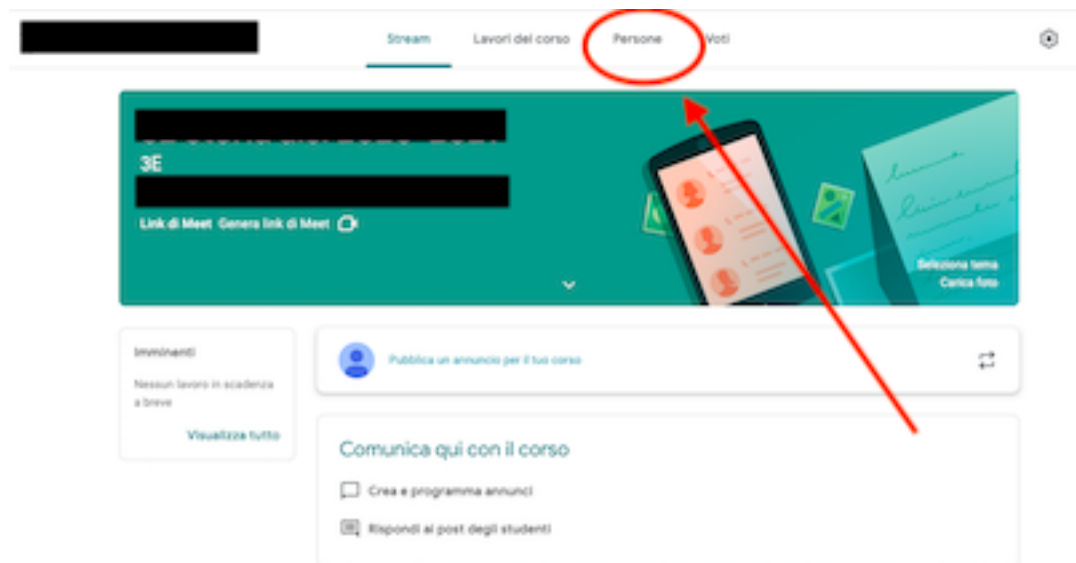 Stream Lavori del corso Persone Voti
3E
Link di Meet Genera link di Meet
Seleziona tema
Carica foto
Imminenti
Nessun lavoro in scadenza
a breve
Visualizza tutto
Pubblica un annuncio per il tuo corso
Comunica qui con il corso
Crea e programma annunci
Rispondi ai post degli studenti